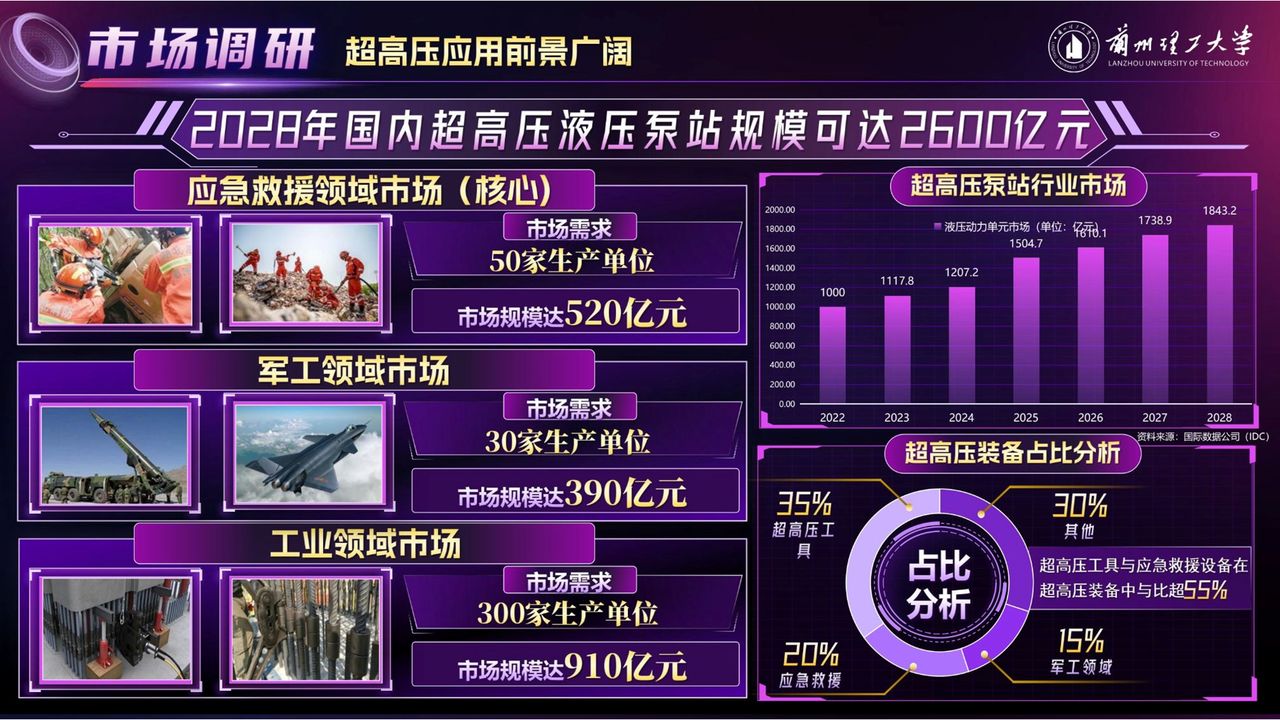 市场调研
超高压应用前景广阔
兰州理工大学
LANZHOU UNIVERSITY OF TECHNOLOGY
2028年国内超高压液压泵站规模可达2600亿元
应急救援领域市场（核心）
市场需求
50家生产单位
市场规模达520亿元
军工领域市场
市场需求
30家生产单位
市场规模达390亿元
工业领域市场
市场需求
300家生产单位
市场规模达910亿元
超高压泵站行业市场
液压动力单元市场（单位：亿元）
2000.00
1800.00
1600.00
1400.00
1200.00
1000.00
800.00
600.00
400.00
200.00
0.00
1000
1117.8
1207.2
1504.7
1610.1
1738.9
1843.2
2022
2023
2024
2025
2026
2027
2028
资料来源：国际数据公司（IDC）
超高压装备占比分析
35%
超高压工
具
30%
其他
占比
分析
超高压工具与应急救援设备在
超高压装备中与比超55%
20%
应急救援
15%
军工领域